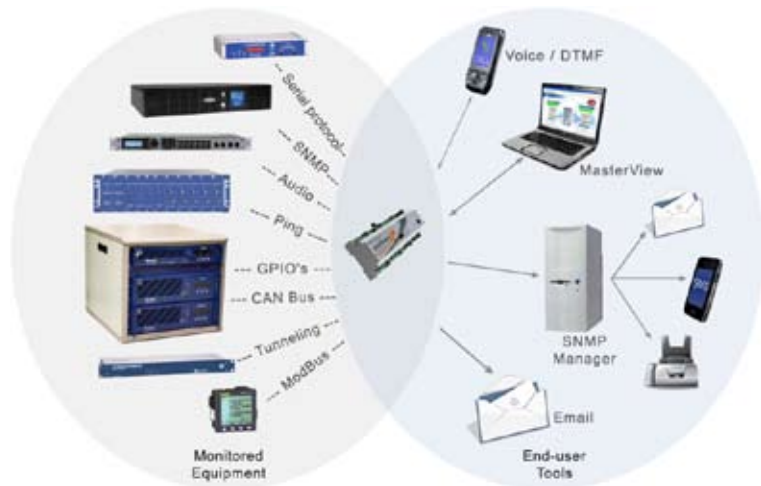 Voice / DTMF
Serial protocol
SNMP
Audio
MasterView
Ping
GPIO's
CAN Bus
SMS
Tunneling
SNMP
Manager
ModBus
Email
Monitored
Equipment
End-user
Tools